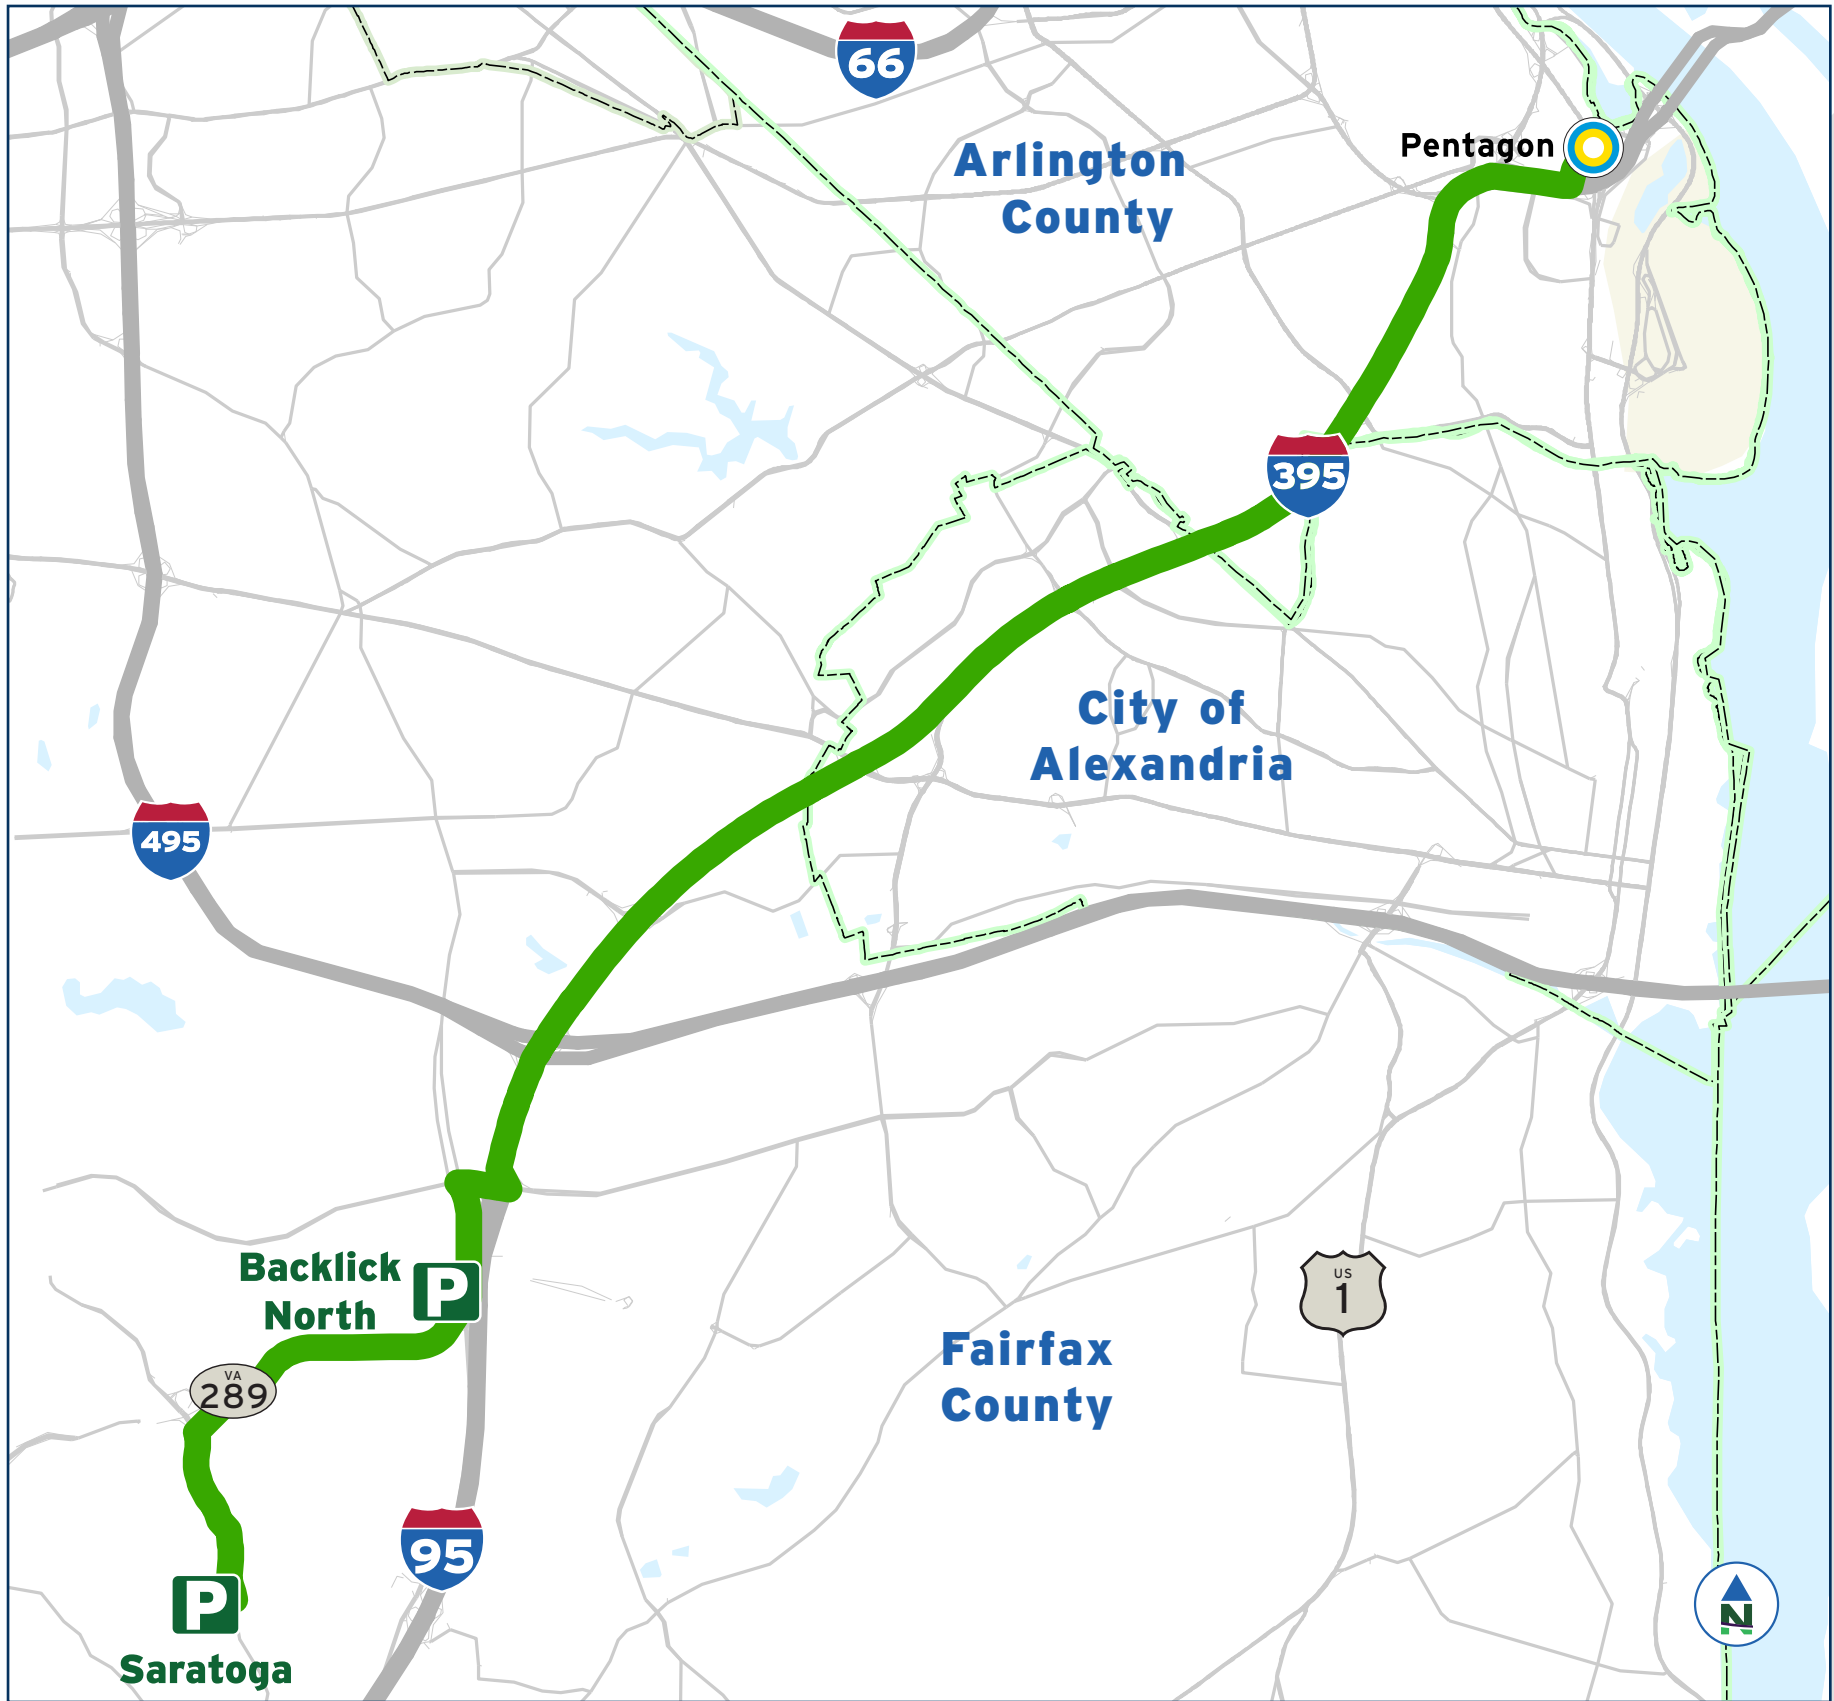 66
Pentagon
Arlington
County
395
City of
Alexandria
495
Backlick
North
P
US
1
Fairfax
County
VA
289
95
P
Saratoga
N